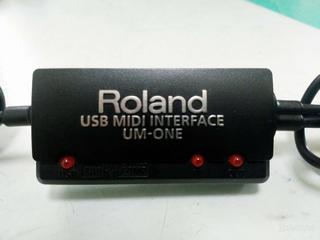 Roland
USB MIDI INTERFACE
UM-ONE